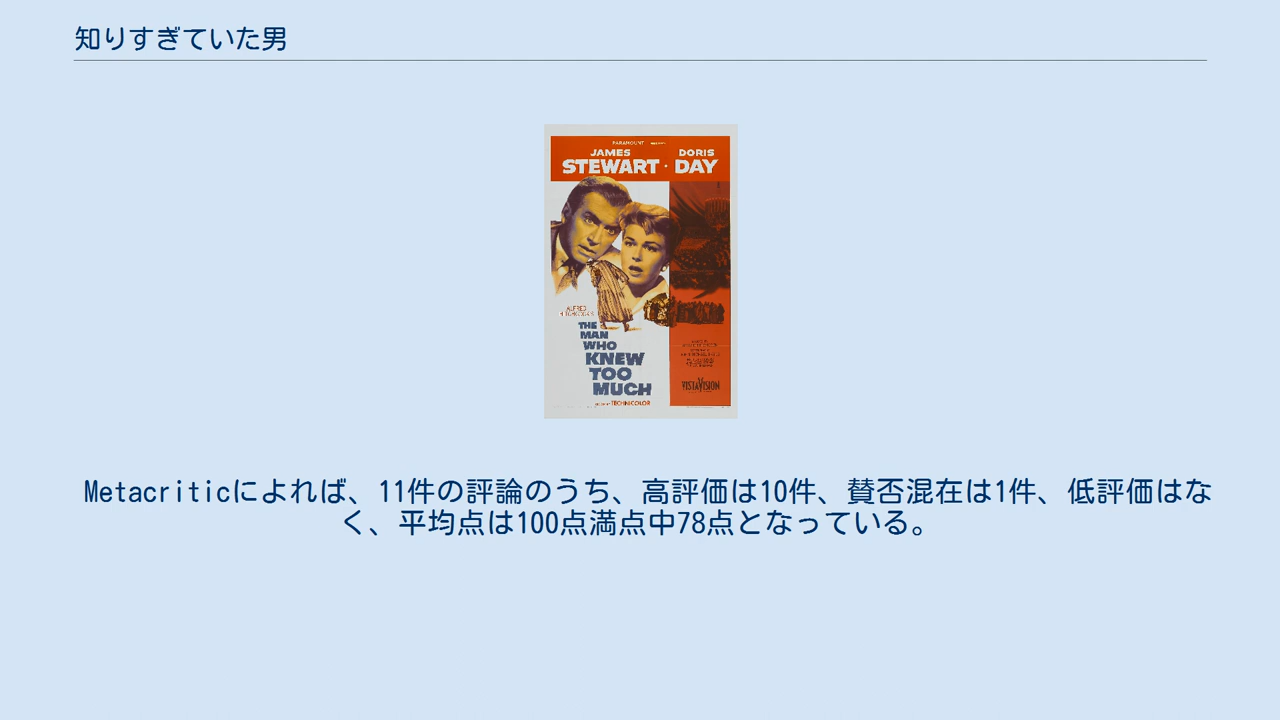 知りすぎていた男
PARAMOUNT
JAMES DORIS
STEWART · DAY
ALFRED
HITCHCOCK'S
THE
MAN
WHO
KNEW
TOO
MUCH
VISTAVISION
TECHNICOLOR
Metacriticによれば、11件の評論のうち、高評価は10件、賛否混在は1件、低評価はな
く、平均点は100点満点中78点となっている。